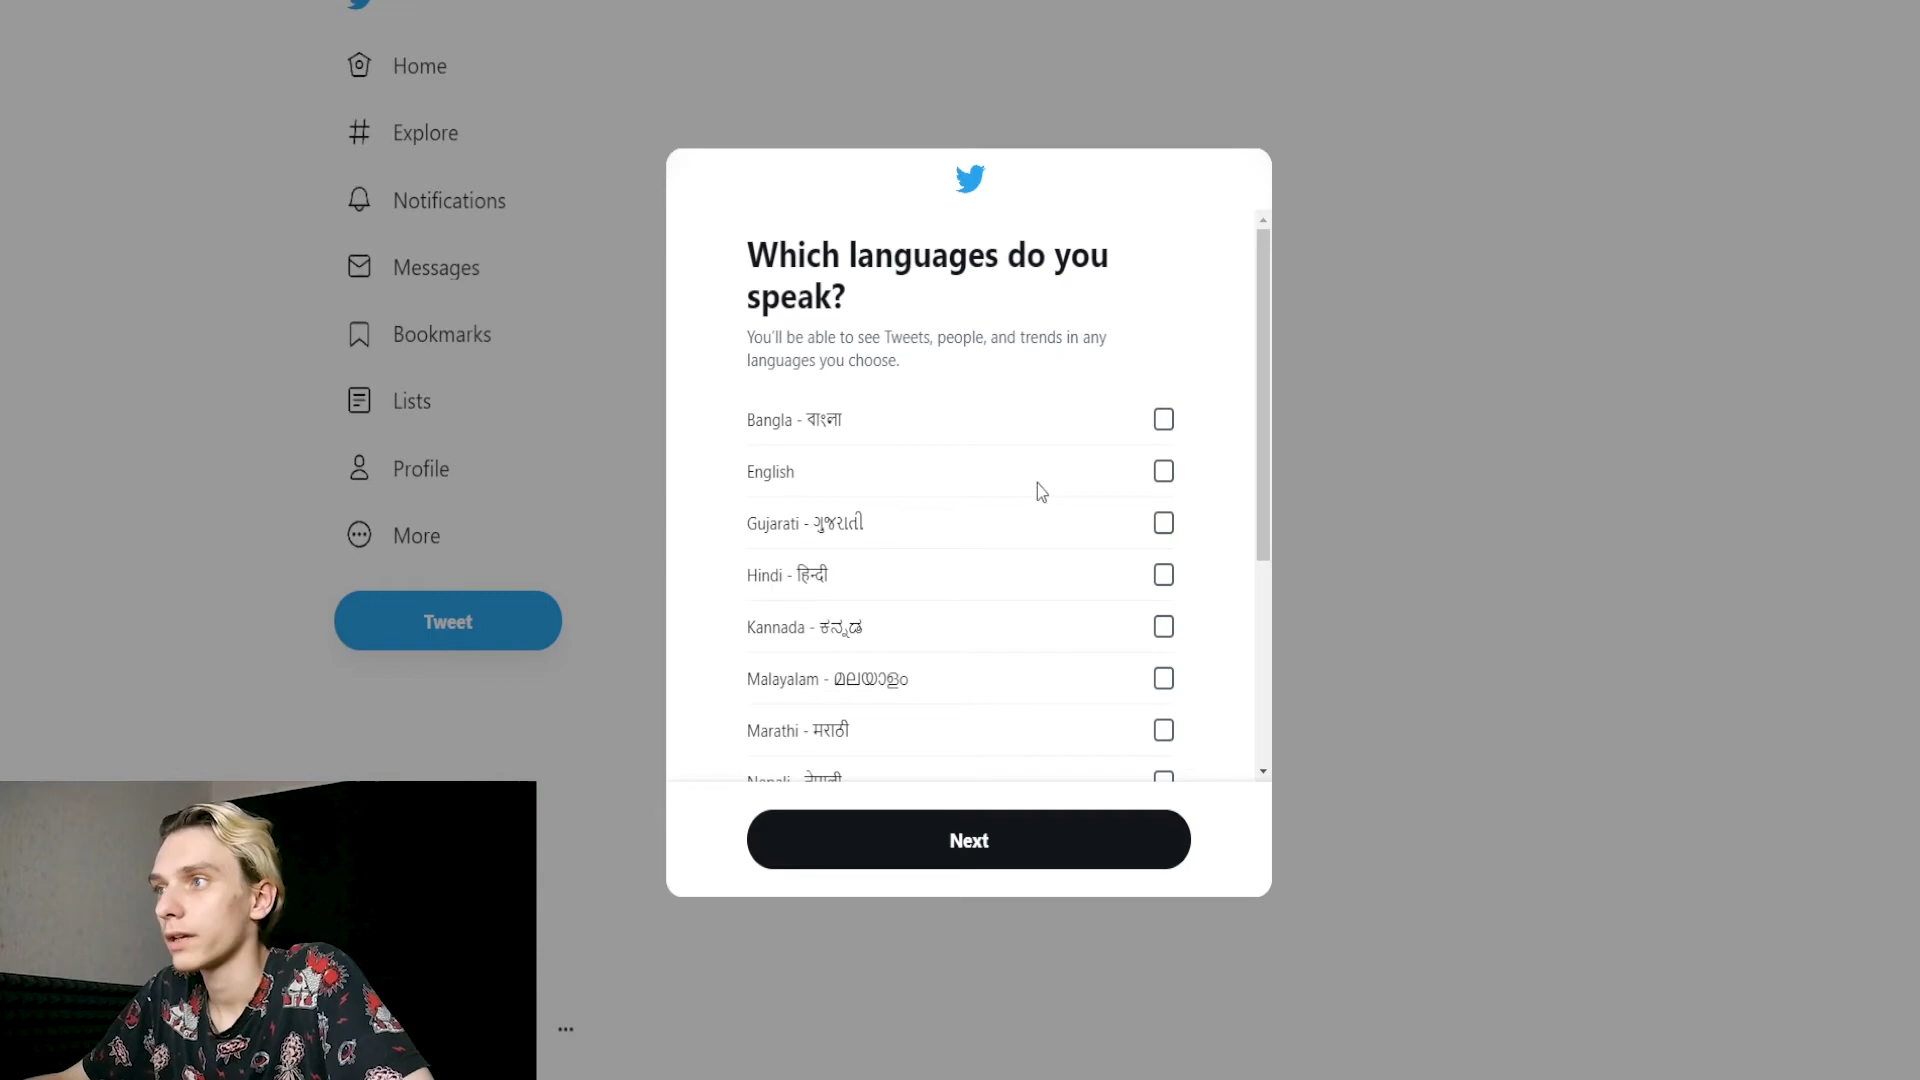 Home
Explore
Notifications
Messages
Bookmarks
Lists
Profile
More
Tweet
Which languages do you
speak?
You'll be able to see Tweets, people, and trends in any
languages you choose.
Bangla - বাংলা
English
Gujarati - ગુજરાતી
Hindi - हिन्दी
Kannada - ಕನ್ನಡ
Malayalam - മലയാളം
Marathi - मराठी
Nepali - नेपाली
Next